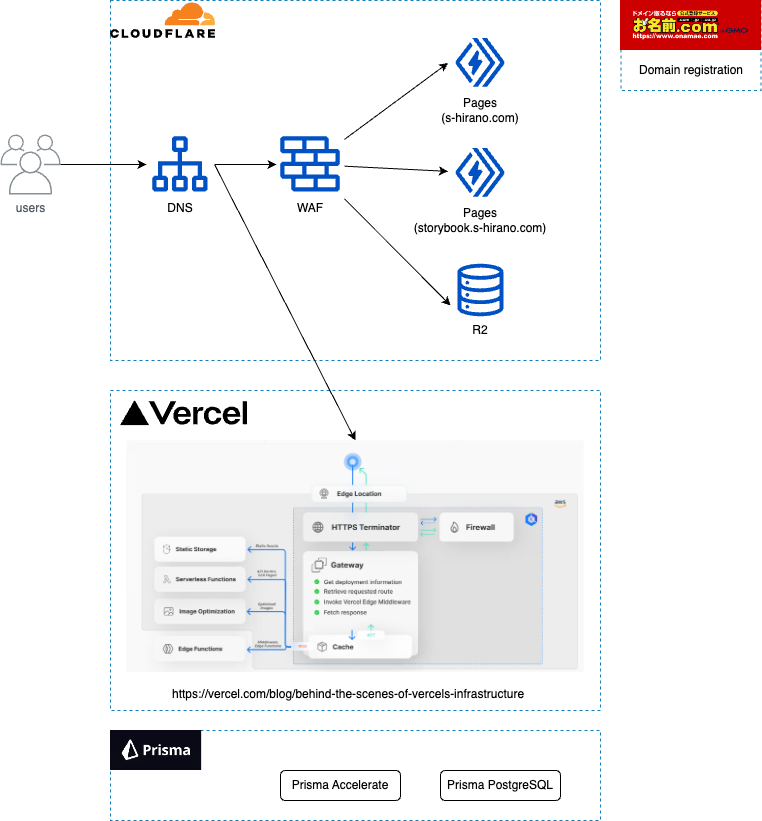 CLOUDFLARE
ドメイン取るなら
お名前.com
https://www.onamae.com
GMO
Domain registration
Pages
(s-hirano.com)
users
DNS
WAF
Pages
(storybook.s-hirano.com)
R2
Vercel
Edge Location
aws
HTTPS Terminator
Firewall
Static Storage
Gateway
Serverless Functions
Get deployment information
Retrieve requested route
Image Optimization
Invoke Vercel Edge Middleware
Fetch response
Edge Functions
Cache
https://vercel.com/blog/behind-the-scenes-of-vercels-infrastructure
Prisma
Prisma Accelerate
Prisma PostgreSQL